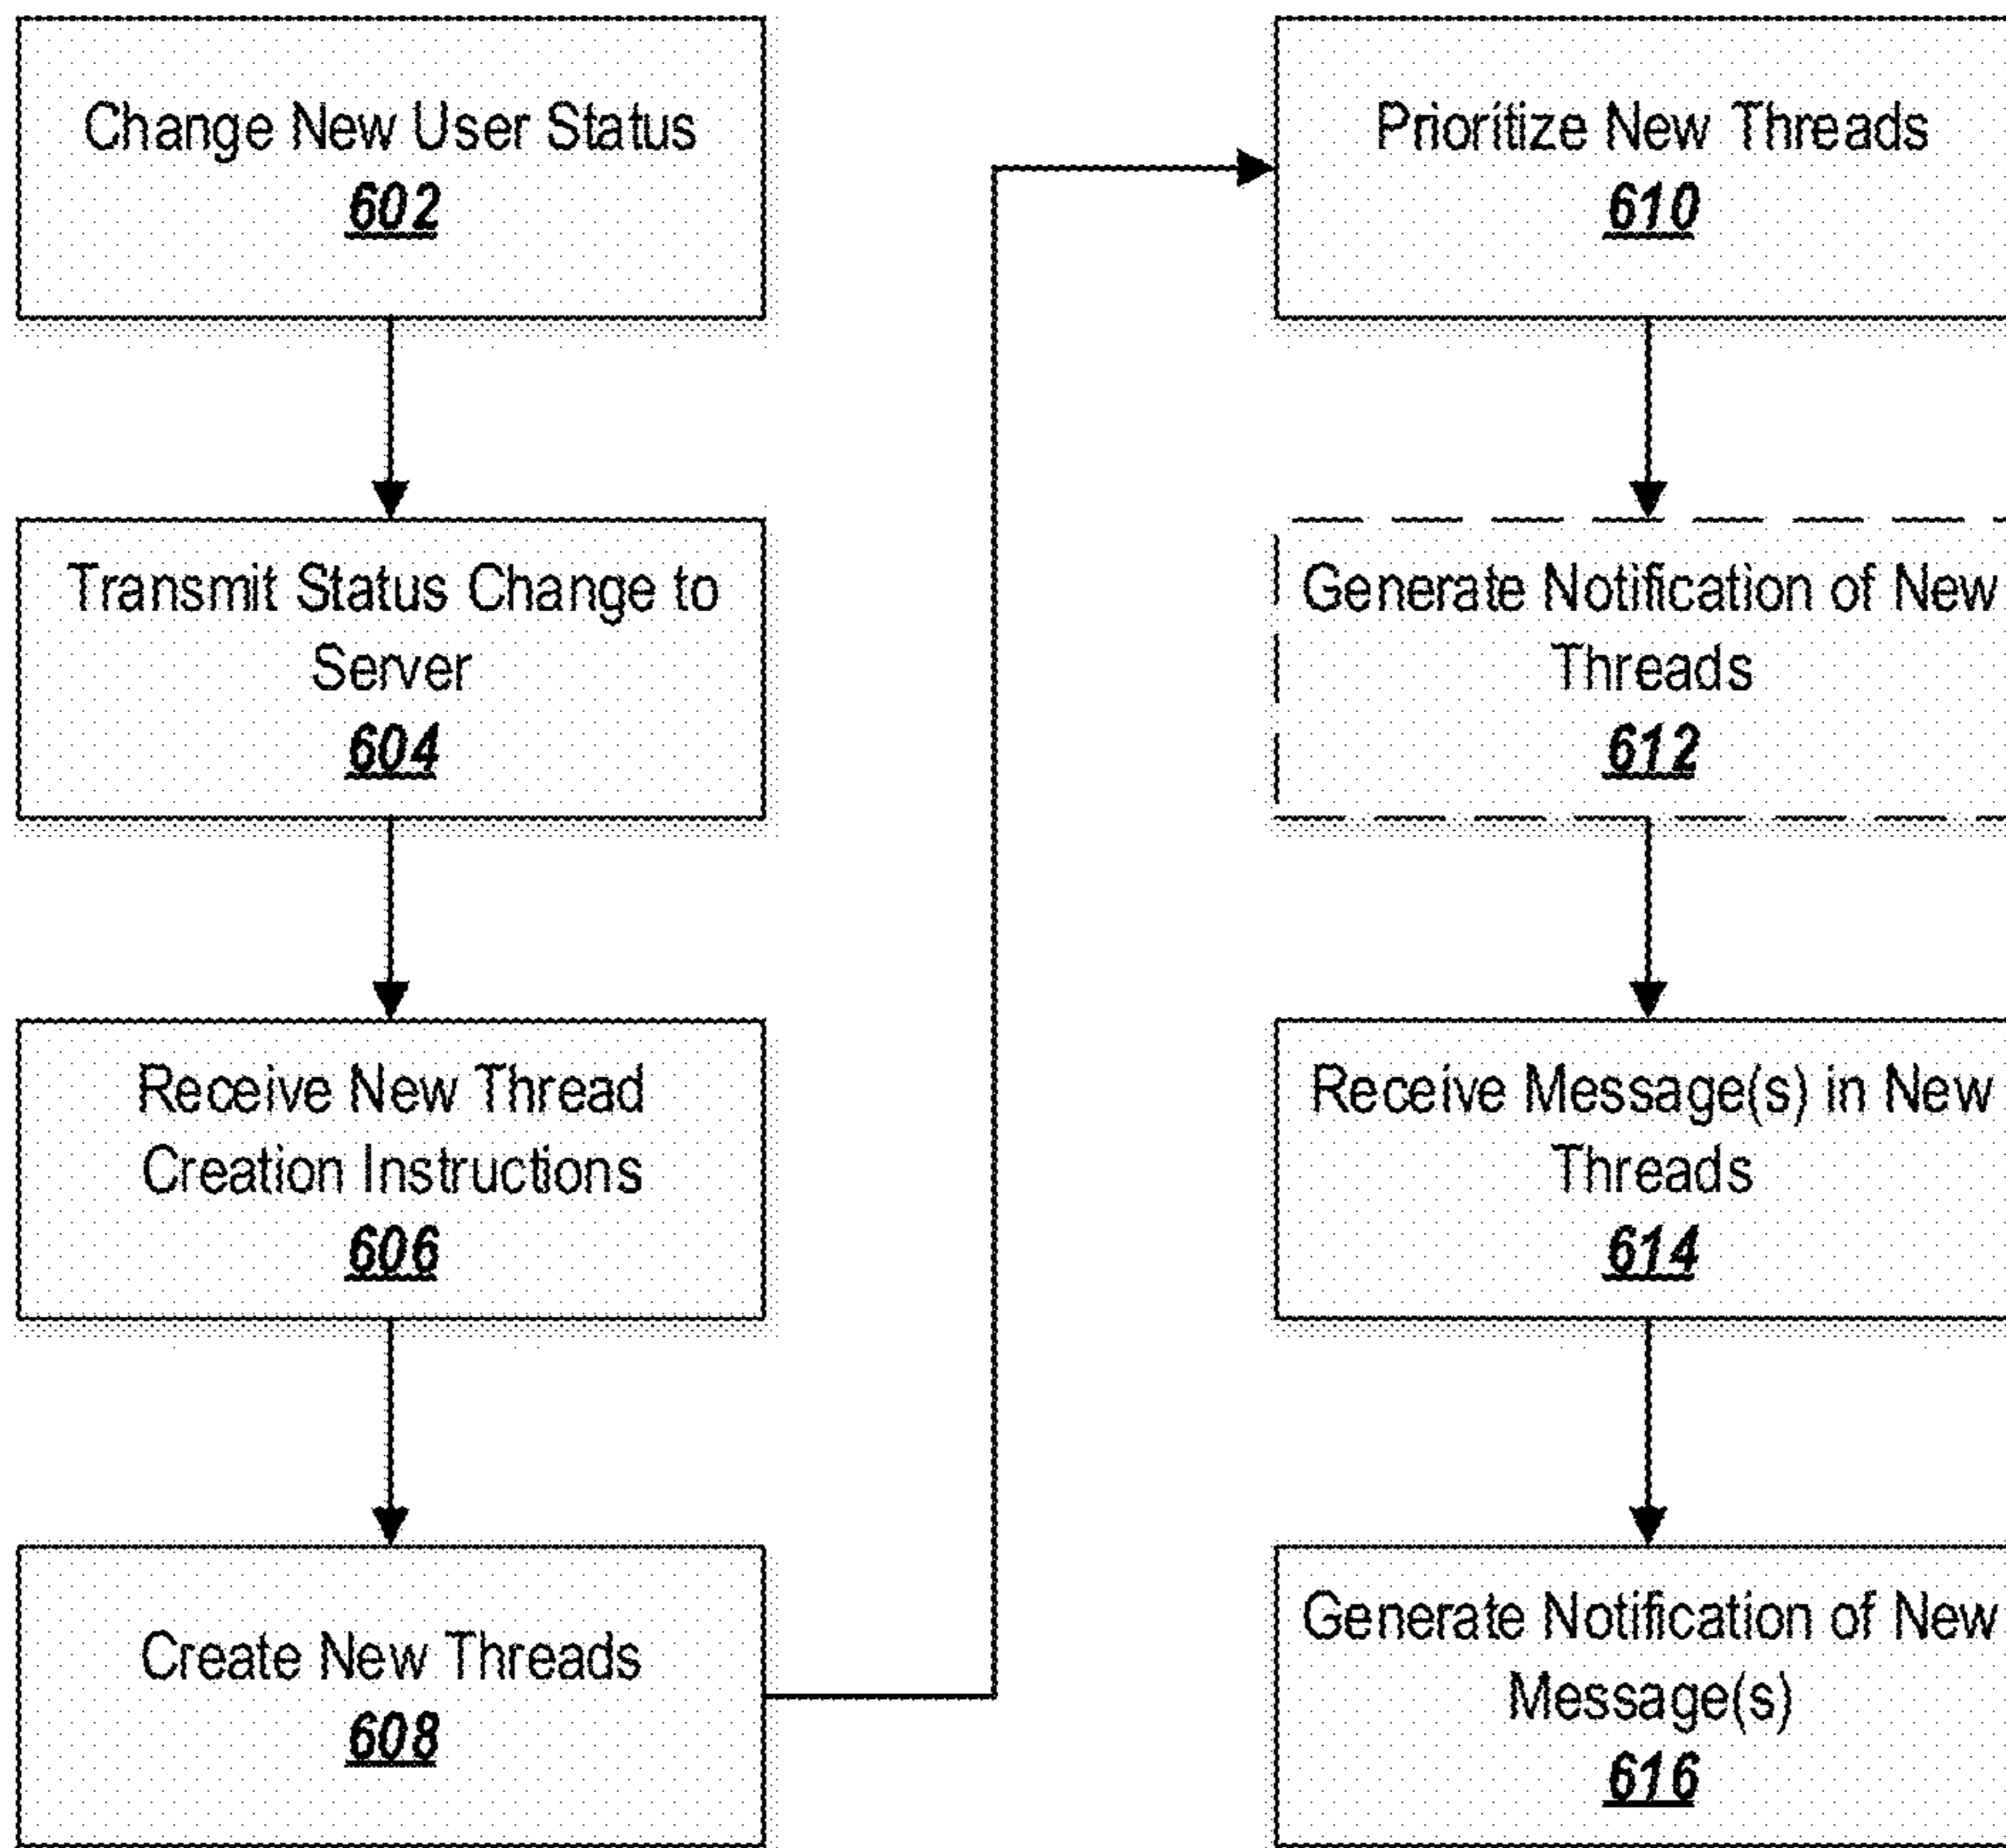 Change New User Status
602
Transmit Status Change to
Server
604
Receive New Thread
Creation Instructions
606
Create New Threads
608
Prioritize New Threads
610
Generate Notification of New
Threads
612
Receive Message(s) in New
Threads
614
Generate Notification of New
Message(s)
616